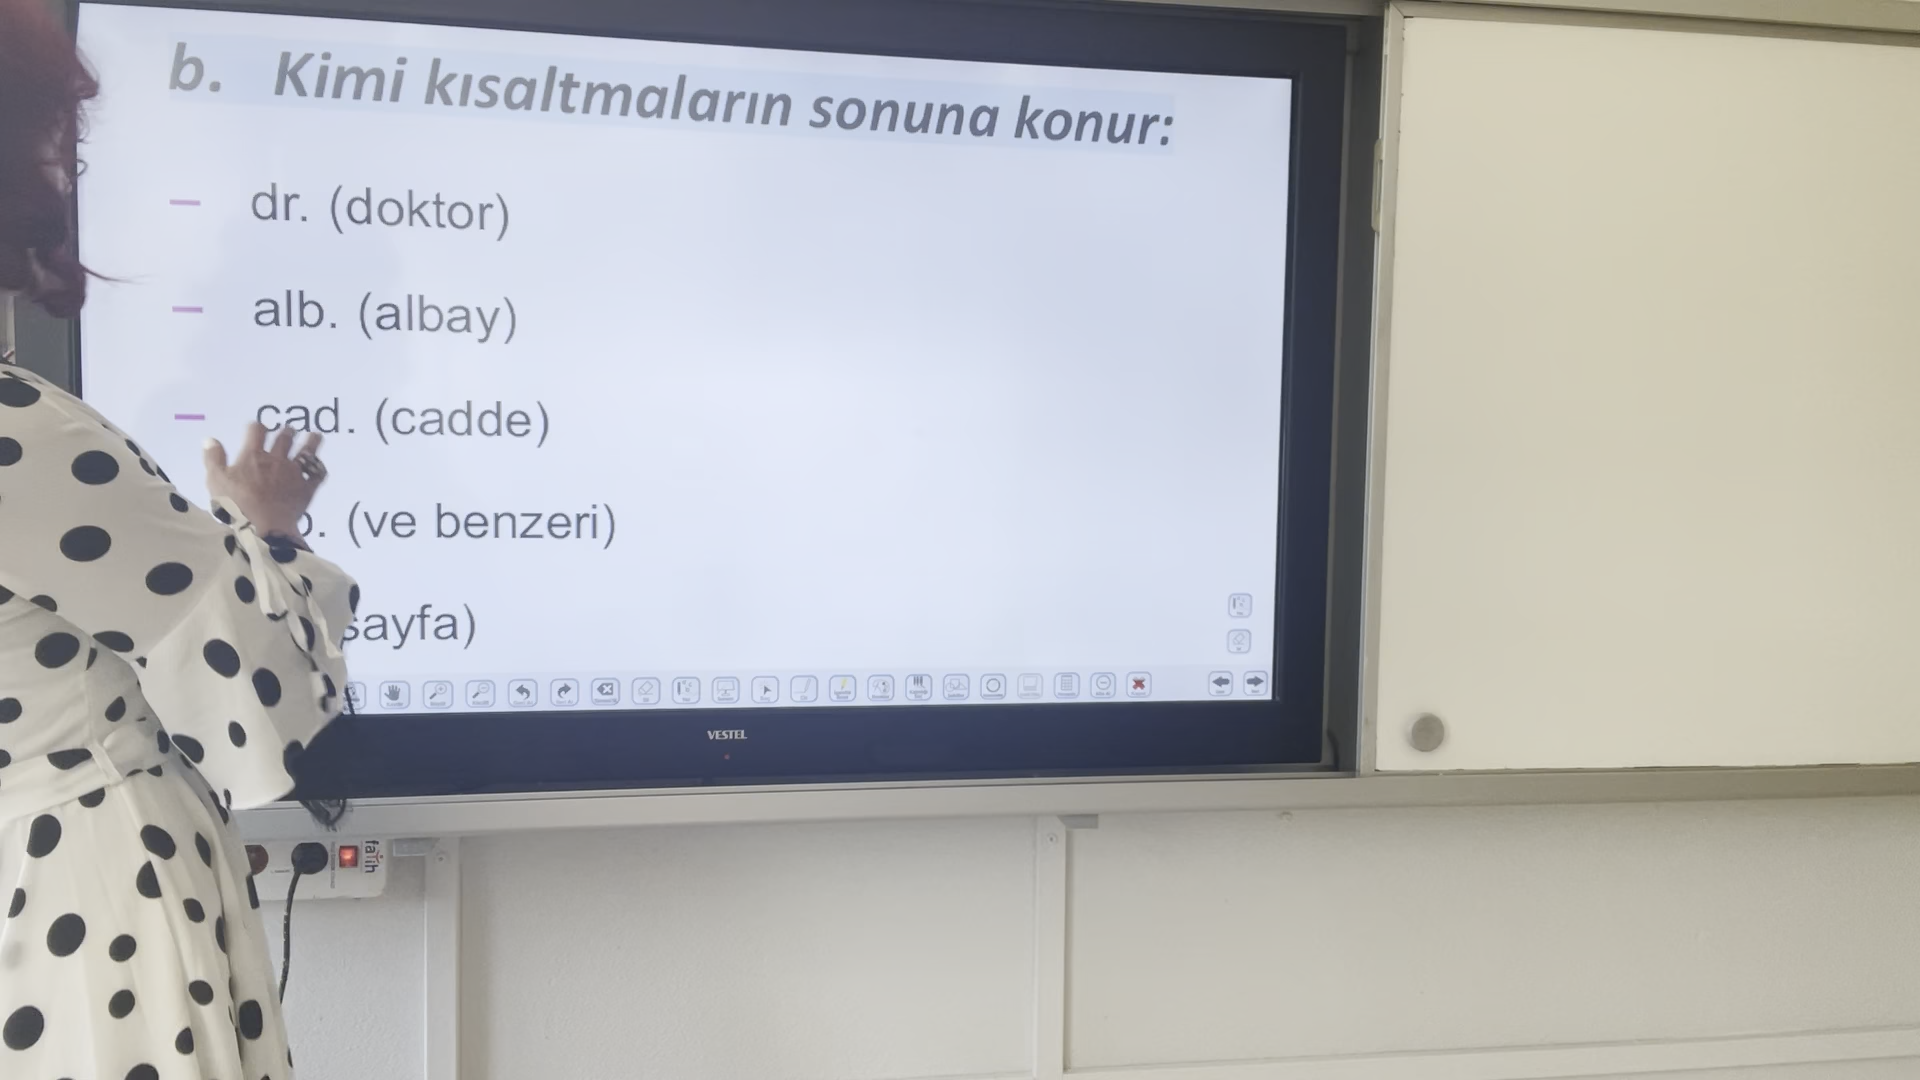 b. Kimi kısaltmaların sonuna konur:
– dr. (doktor)
– alb. (albay)
– cad. (cadde)
(ve benzeri)
sayfa)
VESTEL
fatih